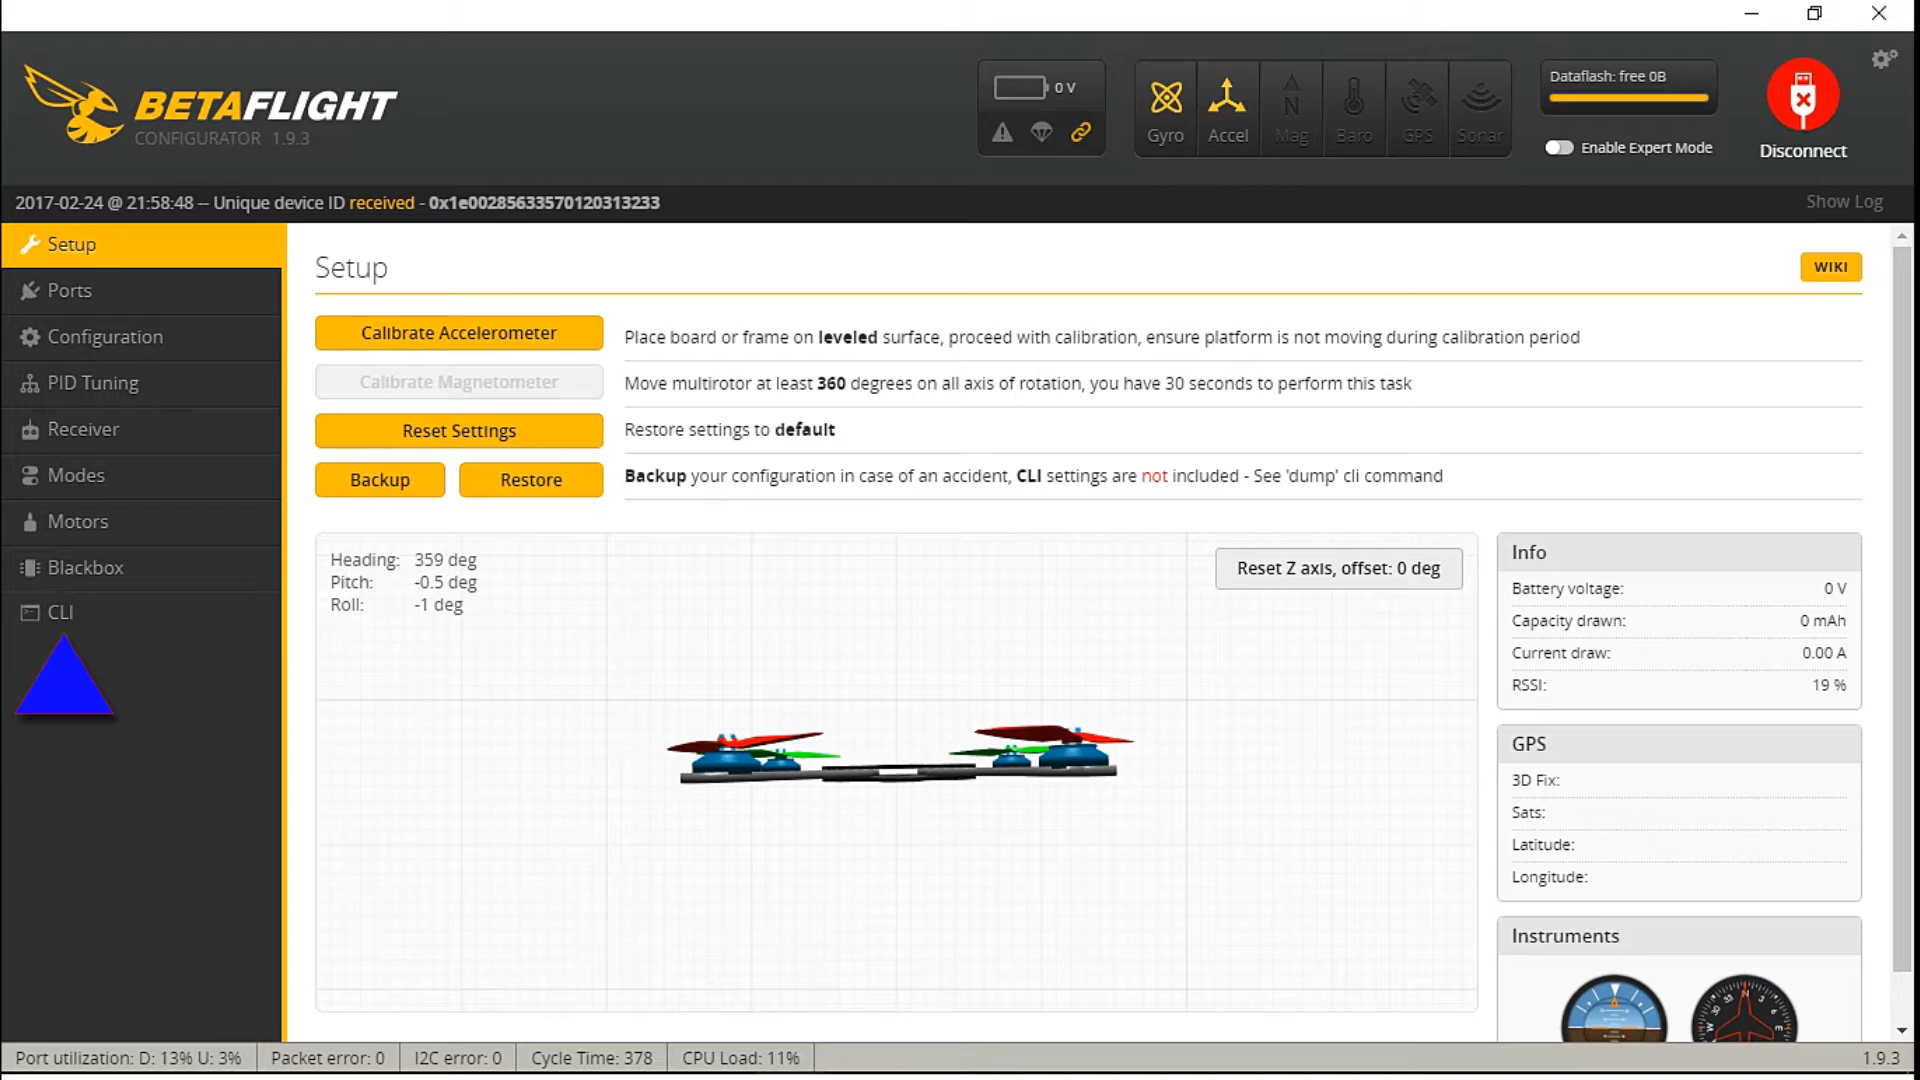 BETAFLIGHT
CONFIGURATOR 1.9.3
0 V
Gyro
Accel
Mag
Baro
GPS
Sonar
Dataflash: free 0B
Enable Expert Mode
Disconnect
2017-02-24 @ 21:58:48 -- Unique device ID received - 0x1e00285633570120313233
Show Log
Setup
Ports
Configuration
PID Tuning
Receiver
Modes
Motors
Blackbox
CLI
Setup
WIKI
Calibrate Accelerometer
Place board or frame on leveled surface, proceed with calibration, ensure platform is not moving during calibration period
Calibrate Magnetometer
Move multirotor at least 360 degrees on all axis of rotation, you have 30 seconds to perform this task
Reset Settings
Restore settings to default
Backup
Restore
Backup your configuration in case of an accident, CLI settings are not included - See 'dump' cli command
Heading: 359 deg
Pitch: -0.5 deg
Roll: -1 deg
Reset Z axis, offset: 0 deg
Info
Battery voltage: 0 V
Capacity drawn: 0 mAh
Current draw: 0.00 A
RSSI: 19 %
GPS
3D Fix:
Sats:
Latitude:
Longitude:
Instruments
N
33
3
30
W
E
Port utilization: D: 13% U: 3%
Packet error: 0
I2C error: 0
Cycle Time: 378
CPU Load: 11%
1.9.3